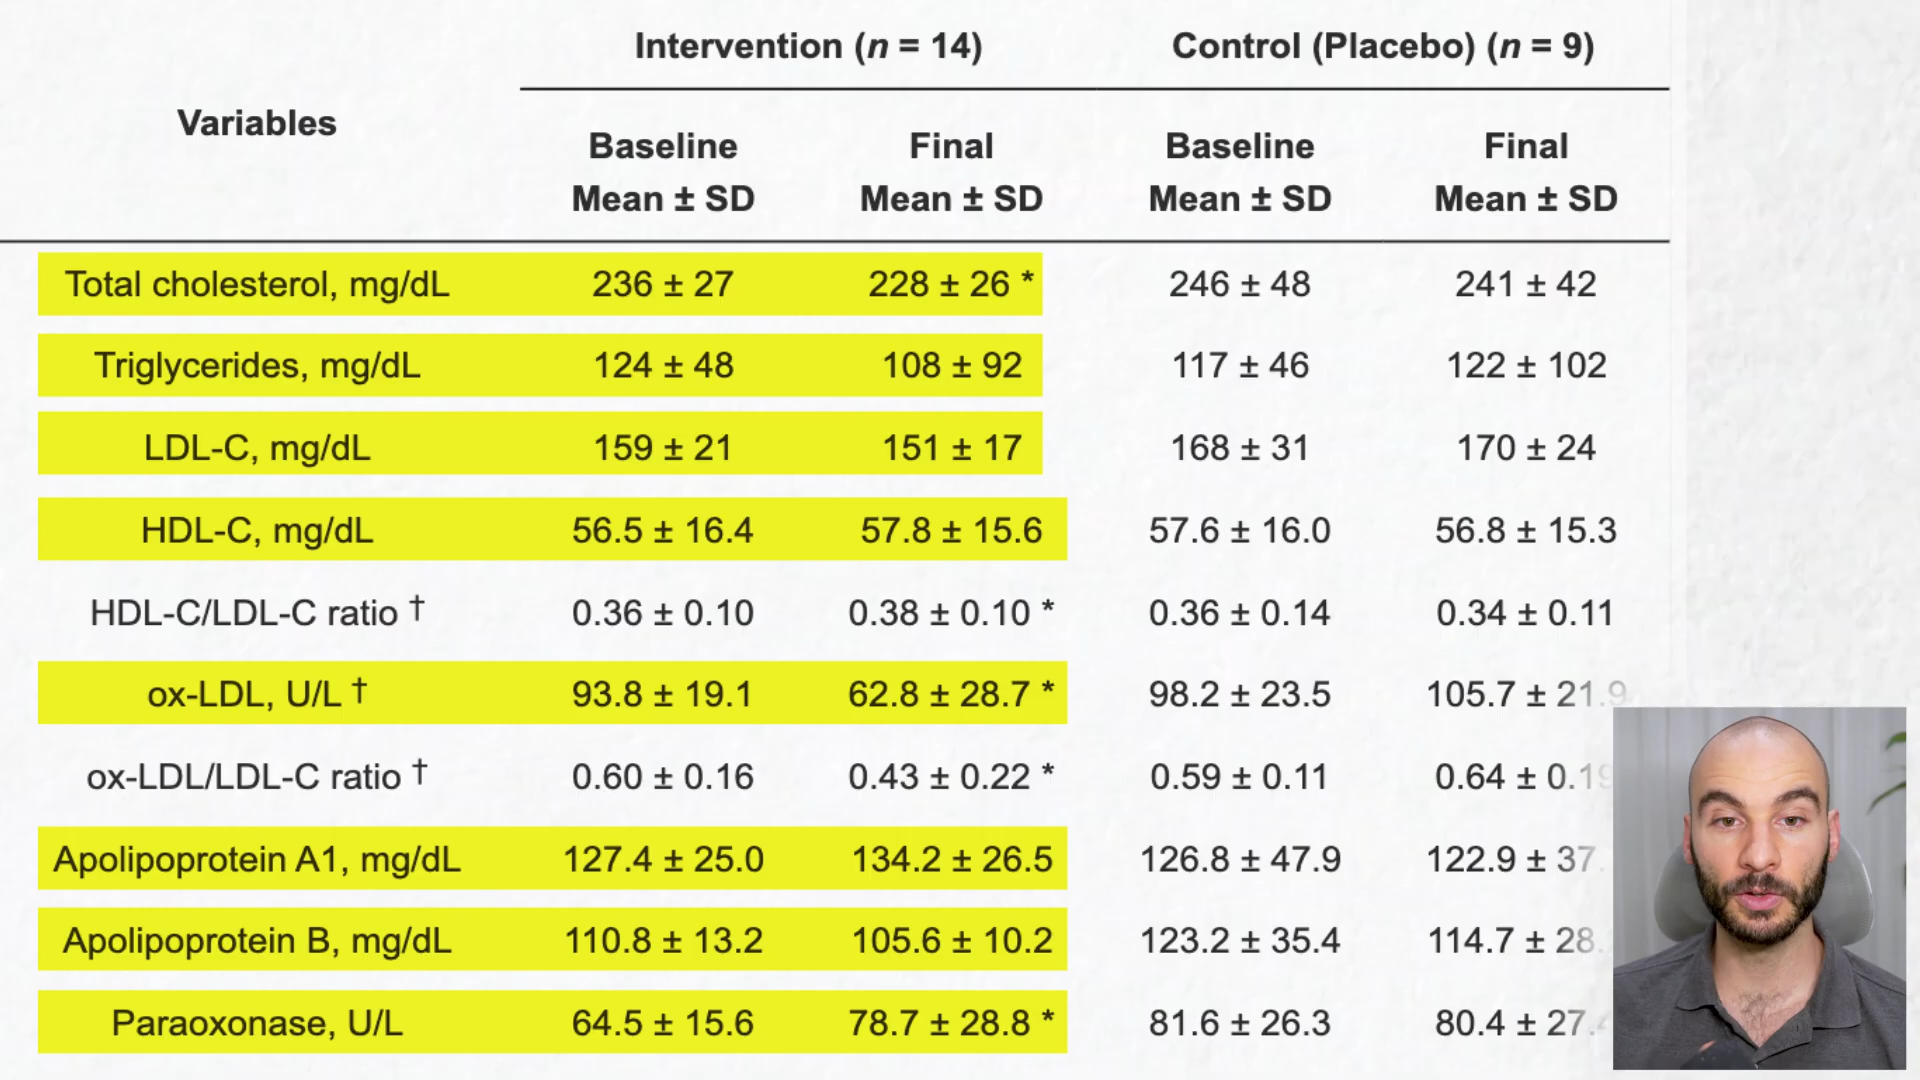 Intervention (n = 14) Control (Placebo) (n = 9)
Variables
Baseline Final Baseline Final
Mean ± SD Mean ± SD Mean ± SD Mean ± SD
Total cholesterol, mg/dL 236 ± 27 228 ± 26 * 246 ± 48 241 ± 42
Triglycerides, mg/dL 124 ± 48 108 ± 92 117 ± 46 122 ± 102
LDL-C, mg/dL 159 ± 21 151 ± 17 168 ± 31 170 ± 24
HDL-C, mg/dL 56.5 ± 16.4 57.8 ± 15.6 57.6 ± 16.0 56.8 ± 15.3
HDL-C/LDL-C ratio † 0.36 ± 0.10 0.38 ± 0.10 * 0.36 ± 0.14 0.34 ± 0.11
ox-LDL, U/L † 93.8 ± 19.1 62.8 ± 28.7 * 98.2 ± 23.5 105.7 ± 21.9
ox-LDL/LDL-C ratio † 0.60 ± 0.16 0.43 ± 0.22 * 0.59 ± 0.11 0.64 ± 0.19
Apolipoprotein A1, mg/dL 127.4 ± 25.0 134.2 ± 26.5 126.8 ± 47.9 122.9 ± 37.
Apolipoprotein B, mg/dL 110.8 ± 13.2 105.6 ± 10.2 123.2 ± 35.4 114.7 ± 28.
Paraoxonase, U/L 64.5 ± 15.6 78.7 ± 28.8 * 81.6 ± 26.3 80.4 ± 27.